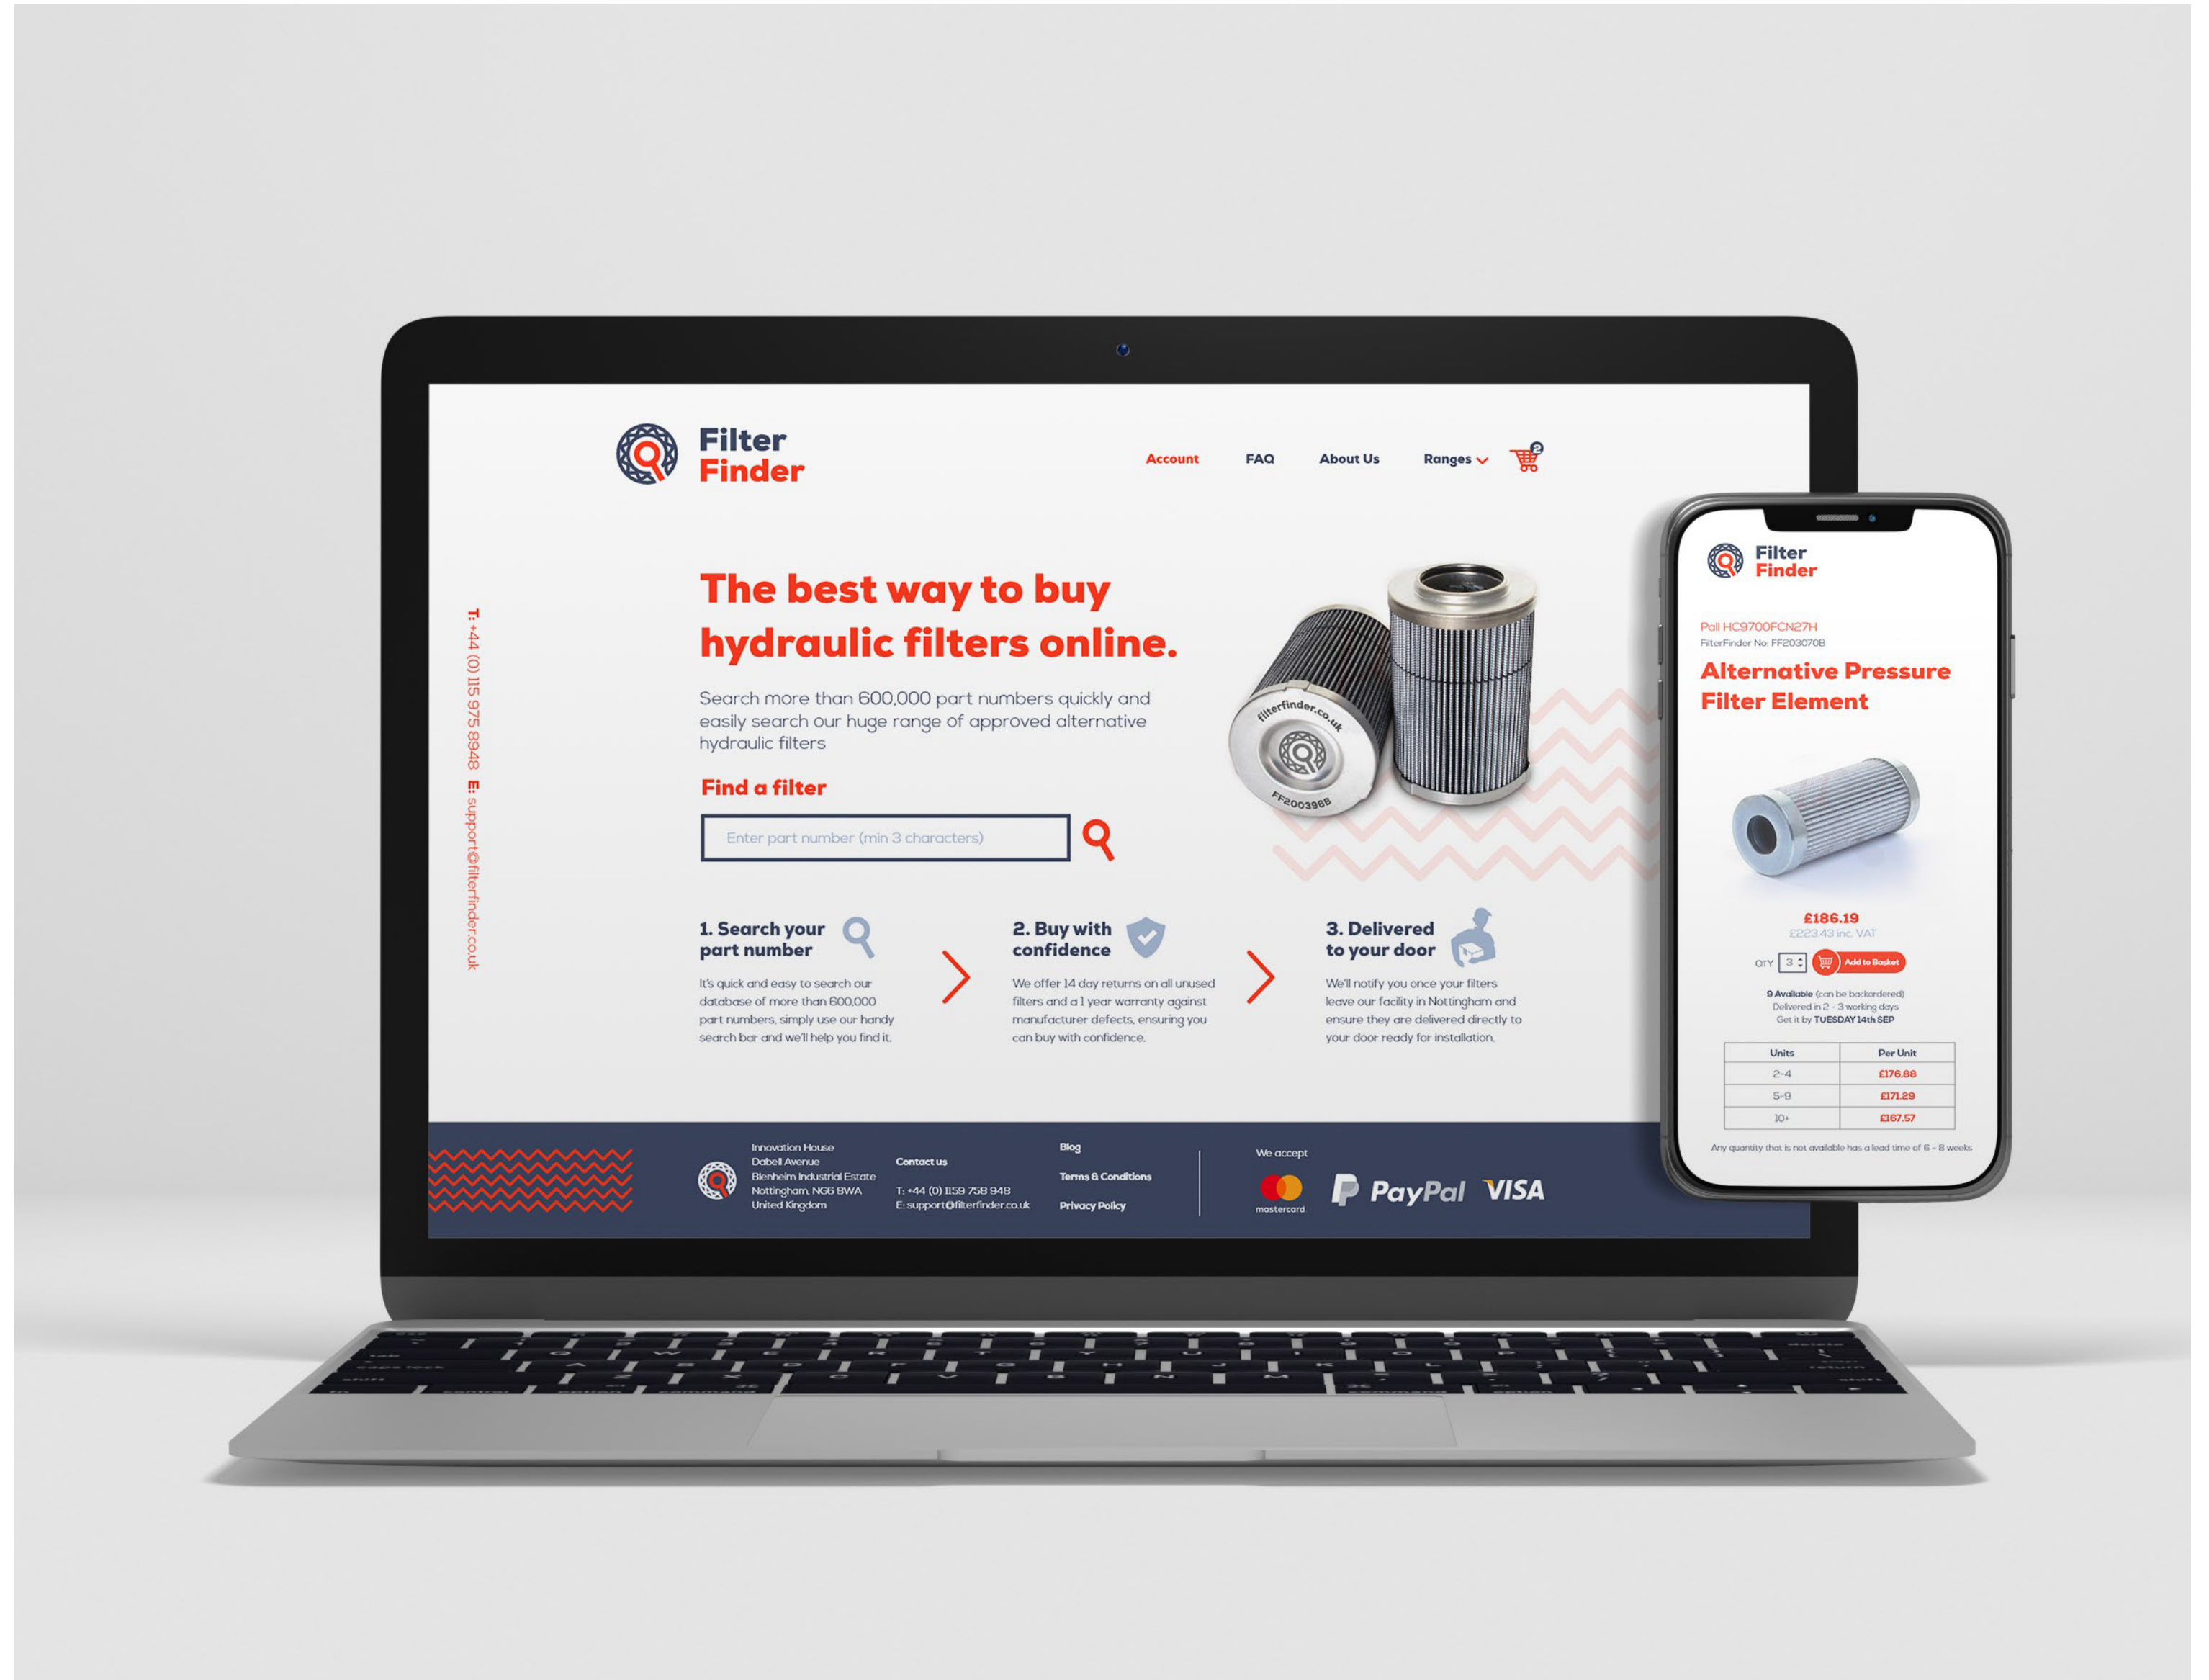 Filter
Finder
Account FAQ About Us Ranges 2
T: +44 (0) 115 975 8948 E: support@filterfinder.co.uk
The best way to buy
hydraulic filters online.
Search more than 600,000 part numbers quickly and
easily search our huge range of approved alternative
hydraulic filters
Find a filter
Enter part number (min 3 characters)
filterfinder.co.uk
FF200396B
1. Search your
part number
It's quick and easy to search our
database of more than 600,000
part numbers, simply use our handy
search bar and we'll help you find it.
2. Buy with
confidence
We offer 14 day returns on all unused
filters and a 1 year warranty against
manufacturer defects, ensuring you
can buy with confidence.
3. Delivered
to your door
We'll notify you once your filters
leave our facility in Nottingham and
ensure they are delivered directly to
your door ready for installation.
Innovation House
Dabell Avenue
Blenheim Industrial Estate
Nottingham, NG6 8WA
United Kingdom
Contact us
T: +44 (0) 1159 758 948
E: support@filterfinder.co.uk
Blog
Terms & Conditions
Privacy Policy
We accept
mastercard
PayPal
VISA
Filter
Finder
Pall HC9700FCN27H
FilterFinder No: FF203070B
Alternative Pressure
Filter Element
£186.19
£223.43 inc. VAT
QTY 3 Add to Basket
9 Available (can be backordered)
Delivered in 2 - 3 working days
Get it by TUESDAY 14th SEP
Units Per Unit
2-4 £176.88
5-9 £171.29
10+ £167.57
Any quantity that is not available has a lead time of 6 - 8 weeks